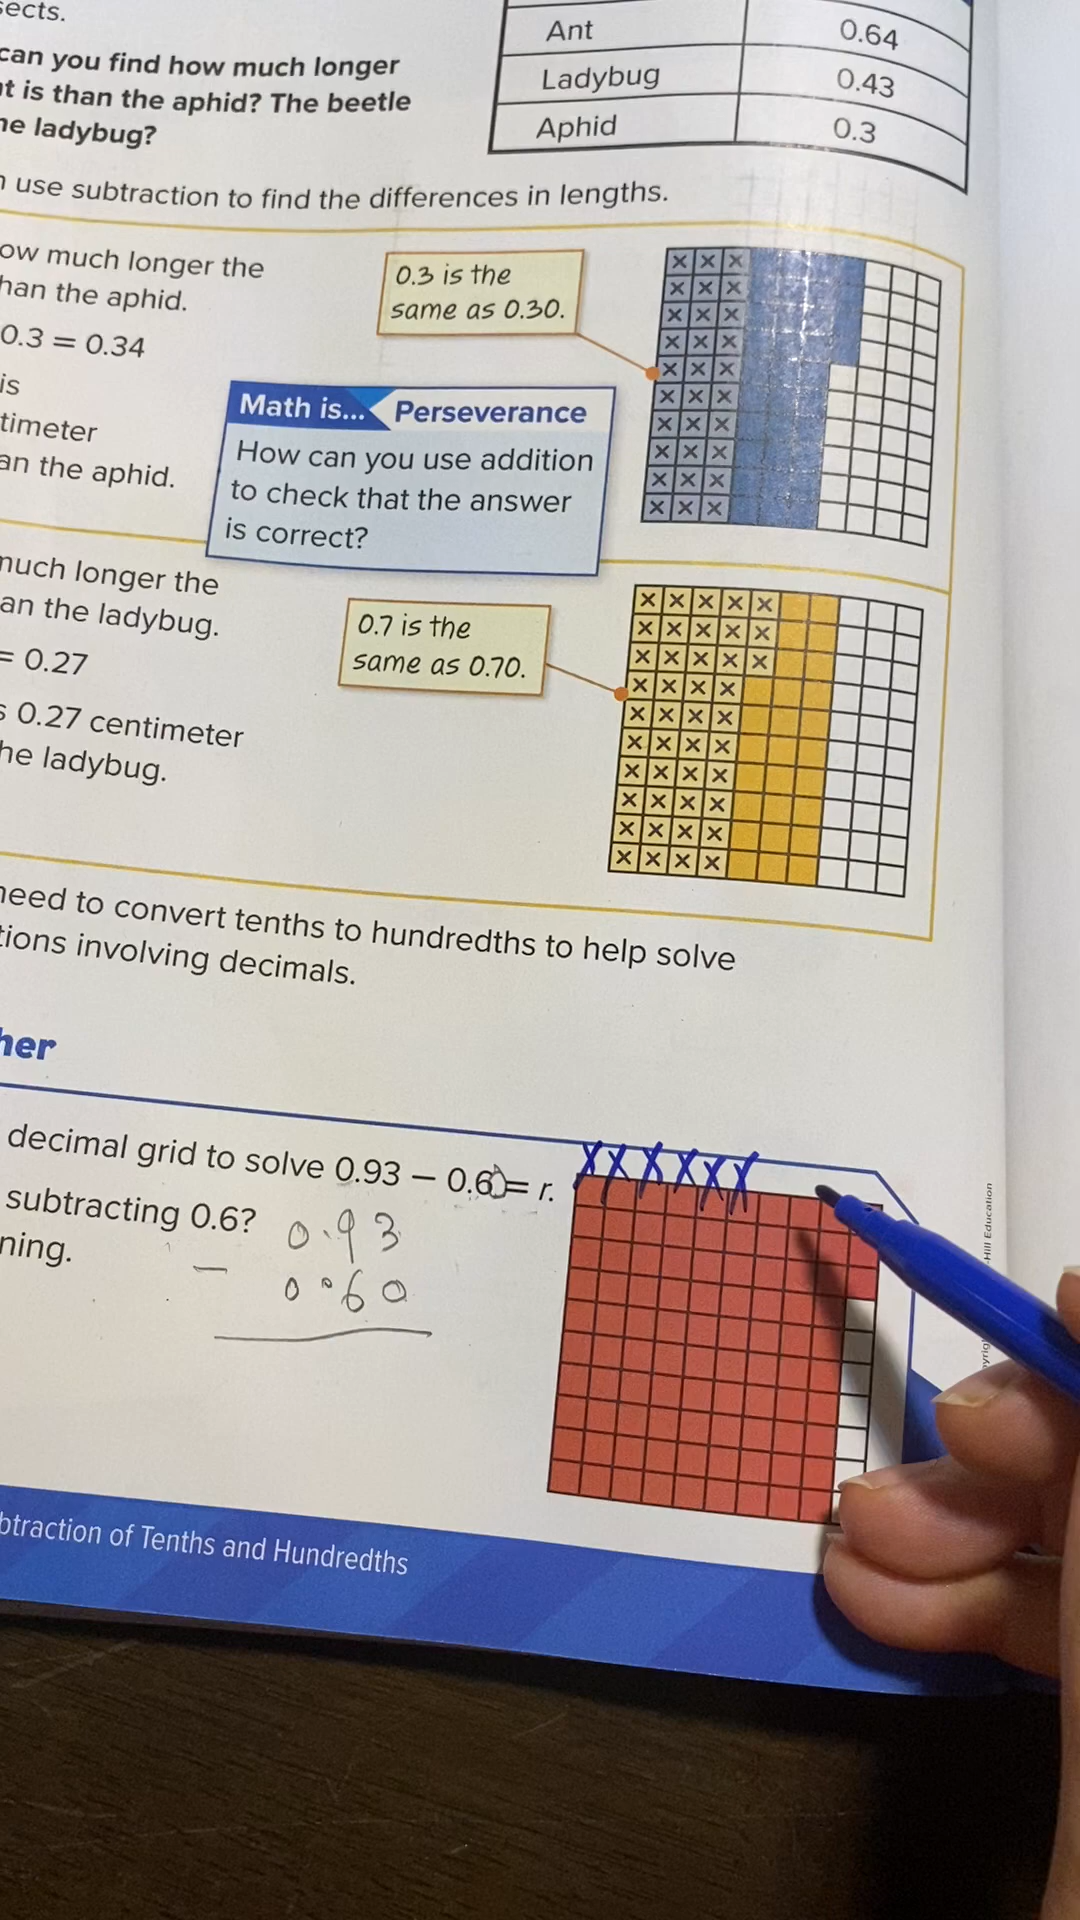 sects.
can you find how much longer
is than the aphid? The beetle
ladybug?
Ant 0.64
Ladybug 0.43
Aphid 0.3
use subtraction to find the differences in lengths.
ow much longer the
han the aphid.
0.3 = 0.34
is
timeter
an the aphid.
0.3 is the
same as 0.30.
Math is... Perseverance
How can you use addition
to check that the answer
is correct?
much longer the
an the ladybug.
= 0.27
s 0.27 centimeter
he ladybug.
0.7 is the
same as 0.70.
need to convert tenths to hundredths to help solve
tions involving decimals.
her
decimal grid to solve 0.93 − 0.60 = r.
subtracting 0.6?
ning.
0.93
− 0.60
btraction of Tenths and Hundredths
-Hill Education